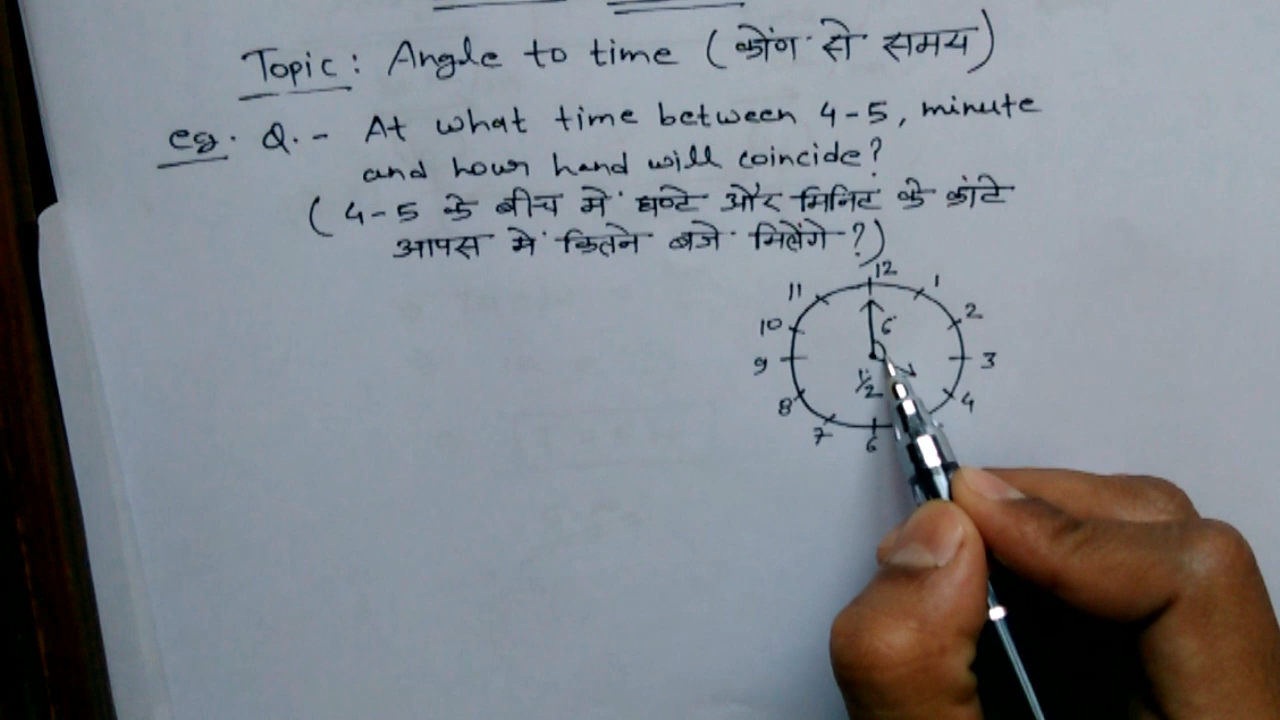 Topic: Angle to time (कोंण से समय)
eg. Q. - At what time between 4-5, minute
and hour hand will coincide?
(4-5 के बीच में घण्टे और मिनिट के कांटे
आपस में कितने बजे मिलेंगे?)
12
11 1
10 2
6
9 3
1/2
8 4
7
6